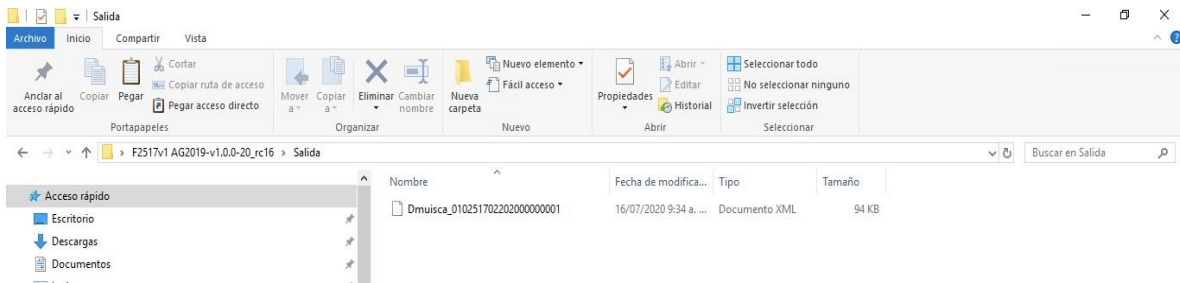 Salida
Archivo Inicio Compartir Vista
Anclar al acceso rápido
Copiar
Pegar
Cortar
Copiar ruta de acceso
Pegar acceso directo
Portapapeles
Mover a
Copiar a
Eliminar
Cambiar nombre
Organizar
Nueva carpeta
Nuevo elemento
Fácil acceso
Nuevo
Propiedades
Abrir
Editar
Historial
Abrir
Seleccionar todo
No seleccionar ninguno
Invertir selección
Seleccionar
F2517v1 AG2019-v1.0.0-20_rc16 > Salida
Buscar en Salida
Nombre Fecha de modifica... Tipo Tamaño
Dmuisca_010251702202000000001 16/07/2020 9:34 a. ... Documento XML 94 KB
Acceso rápido
Escritorio
Descargas
Documentos